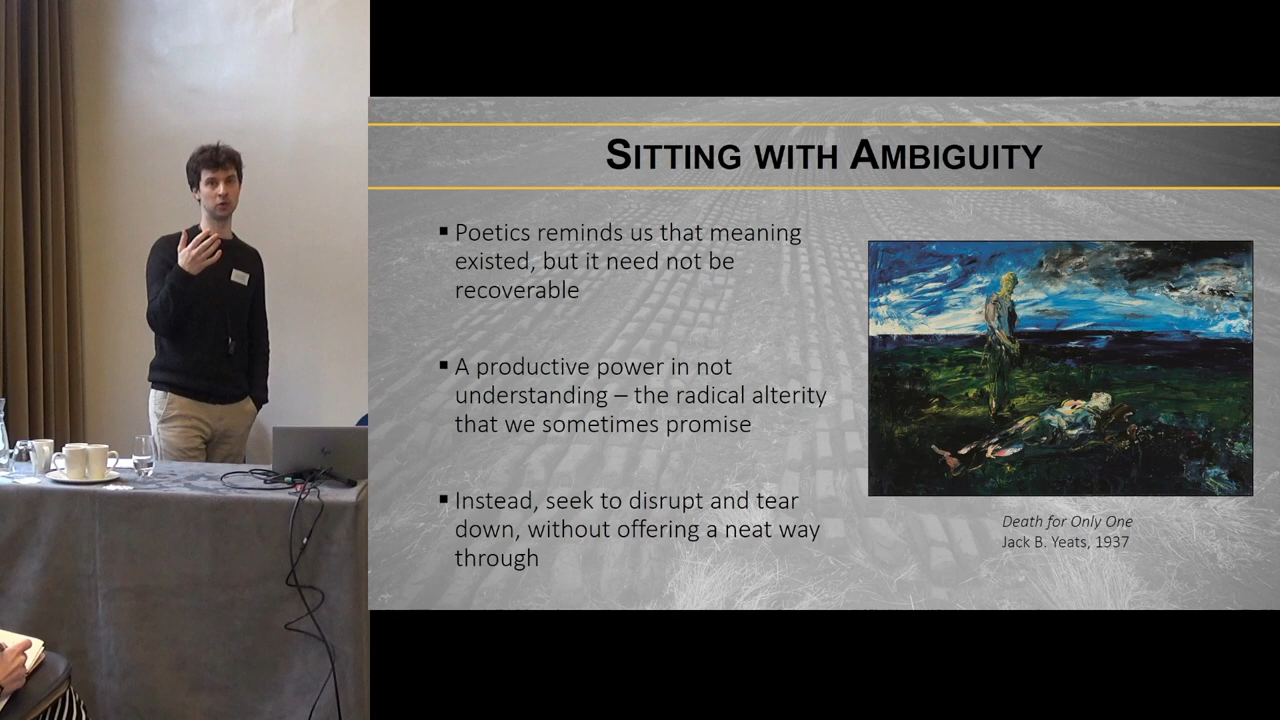 SITTING WITH AMBIGUITY
▪ Poetics reminds us that meaning
existed, but it need not be
recoverable
▪ A productive power in not
understanding – the radical alterity
that we sometimes promise
▪ Instead, seek to disrupt and tear
down, without offering a neat way
through
Death for Only One
Jack B. Yeats, 1937